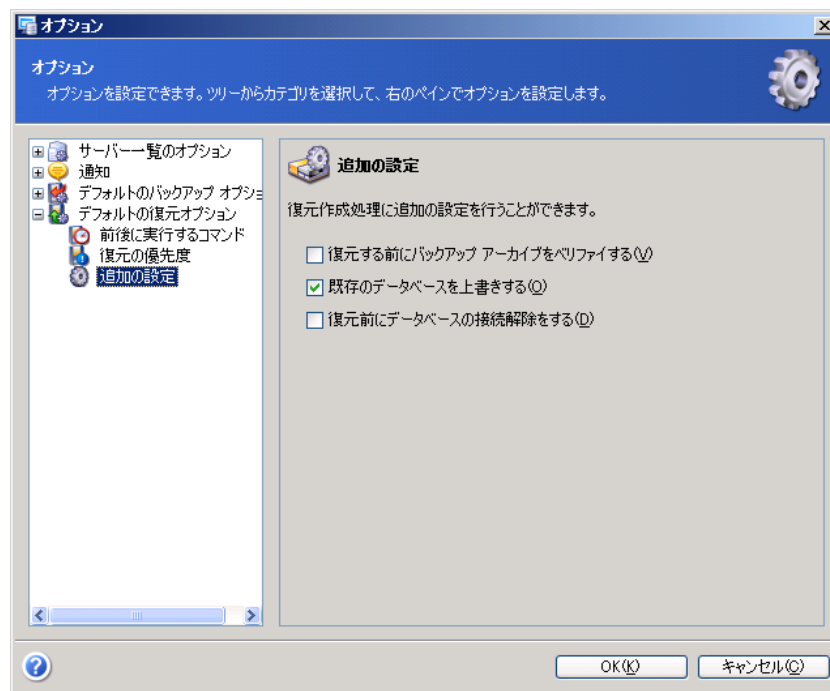 オプション
オプション
オプションを設定できます。ツリーからカテゴリを選択して、右のペインでオプションを設定します。
サーバー一覧のオプション
通知
デフォルトのバックアップ オプショ
デフォルトの復元オプション
前後に実行するコマンド
復元の優先度
追加の設定
追加の設定
復元作成処理に追加の設定を行うことができます。
復元する前にバックアップ アーカイブをベリファイする(V)
既存のデータベースを上書きする(O)
復元前にデータベースの接続解除をする(D)
OK(K)
キャンセル(C)